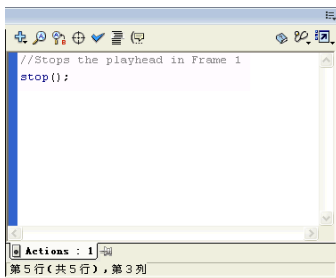 //Stops the playhead in Frame 1
stop();
Actions : 1
第5行(共5行)，第3列